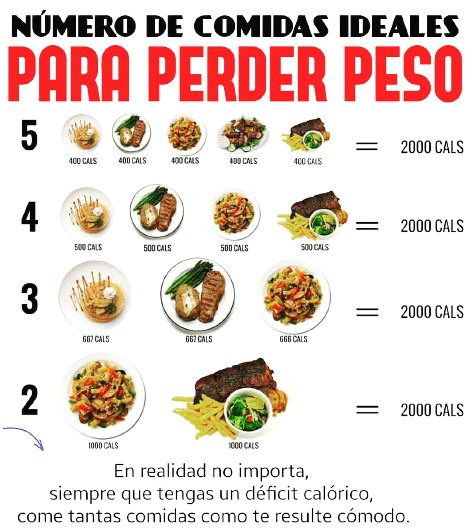 NÚMERO DE COMIDAS IDEALES
PARA PERDER PESO
5 400 CALS 400 CALS 400 CALS 400 CALS 400 CALS = 2000 CALS
4 500 CALS 500 CALS 500 CALS 500 CALS = 2000 CALS
3 667 CALS 667 CALS 666 CALS = 2000 CALS
2 1000 CALS 1000 CALS = 2000 CALS
En realidad no importa,
siempre que tengas un déficit calórico,
come tantas comidas como te resulte cómodo.